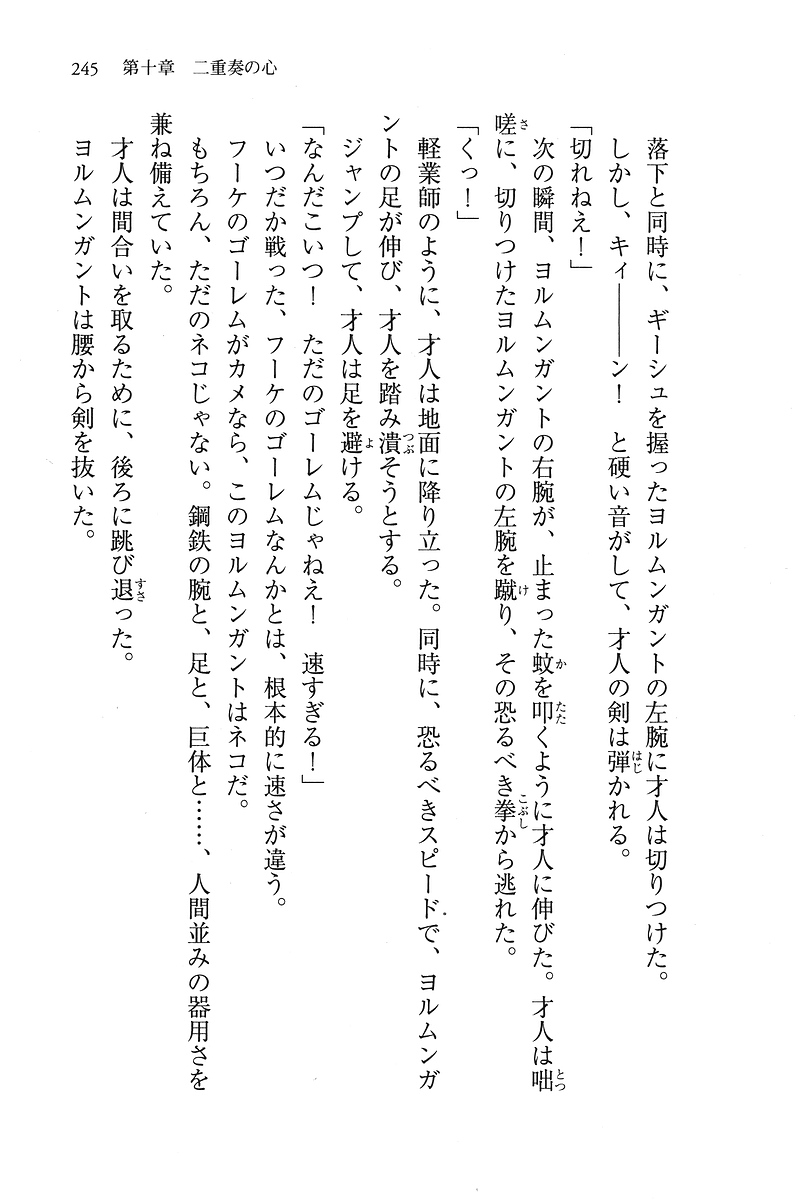 245　第十章　二重奏の心
　落下と同時に、ギーシュを握ったヨルムンガントの左腕に才人は切りつけた。
　しかし、キィ――ン！　と硬い音がして、才人の剣は弾かれる。
「切れねえ！」
　次の瞬間、ヨルムンガントの右腕が、止まった蚊を叩くように才人に伸びた。才人は咄
嗟に、切りつけたヨルムンガントの左腕を蹴り、その恐るべき拳から逃れた。
「くっ！」
　軽業師のように、才人は地面に降り立った。同時に、恐るべきスピードで、ヨルムンガ
ントの足が伸び、才人を踏み潰そうとする。
　ジャンプして、才人は足を避ける。
「なんだこいつ！　ただのゴーレムじゃねえ！　速すぎる！」
　いつだか戦った、フーケのゴーレムなんかとは、根本的に速さが違う。
　フーケのゴーレムがカメなら、このヨルムンガントはネコだ。
　もちろん、ただのネコじゃない。鋼鉄の腕と、足と、巨体と……、人間並みの器用さを
兼ね備えていた。
　才人は間合いを取るために、後ろに跳び退った。
　ヨルムンガントは腰から剣を抜いた。